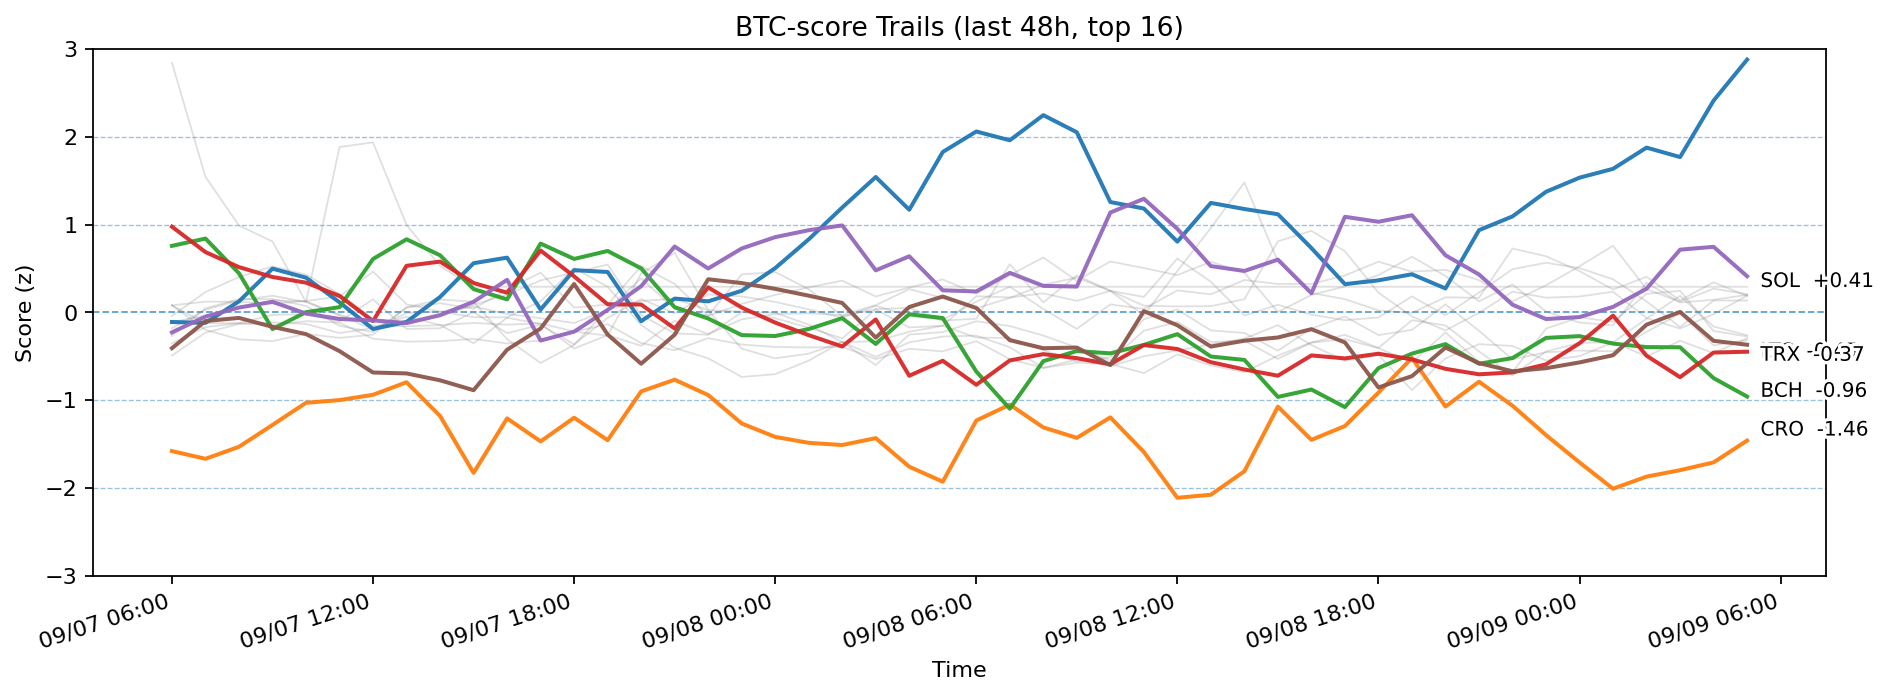 BTC-score Trails (last 48h, top 16)
3
2
1
0
−1
−2
−3
Score (z)
SOL +0.41
TRX -0.37
BCH -0.96
CRO -1.46
09/07 06:00
09/07 12:00
09/07 18:00
09/08 00:00
09/08 06:00
09/08 12:00
09/08 18:00
09/09 00:00
09/09 06:00
Time